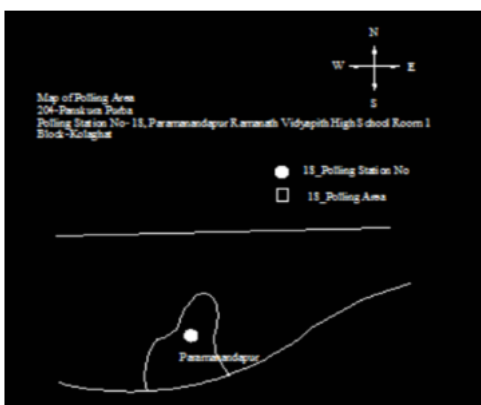 N
W E
S
Map of Polling Area
204-Panskura Purba
Polling Station No- 18, Paramanandapur Ramanath Vidyapith High School Room 1
Block-Kolaghat
18_Polling Station No
18_Polling Area
Paramanandapur